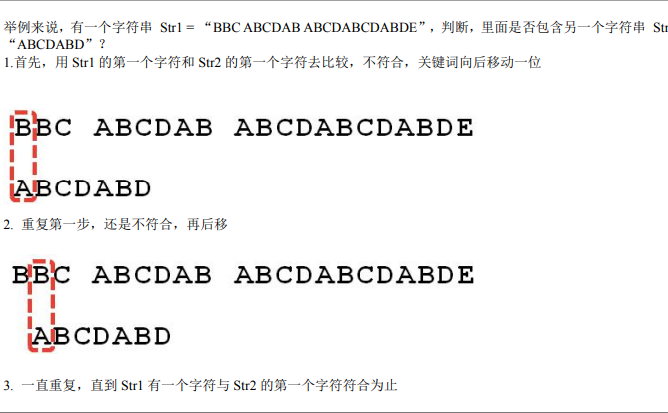 举例来说，有一个字符串 Str1 = “BBC ABCDAB ABCDABCDABDE”，判断，里面是否包含另一个字符串 Str
“ABCDABD”？
1.首先，用 Str1 的第一个字符和 Str2 的第一个字符去比较，不符合，关键词向后移动一位
BBC ABCDAB ABCDABCDABDE
ABCDABD
2. 重复第一步，还是不符合，再后移
BBC ABCDAB ABCDABCDABDE
ABCDABD
3. 一直重复，直到 Str1 有一个字符与 Str2 的第一个字符符合为止